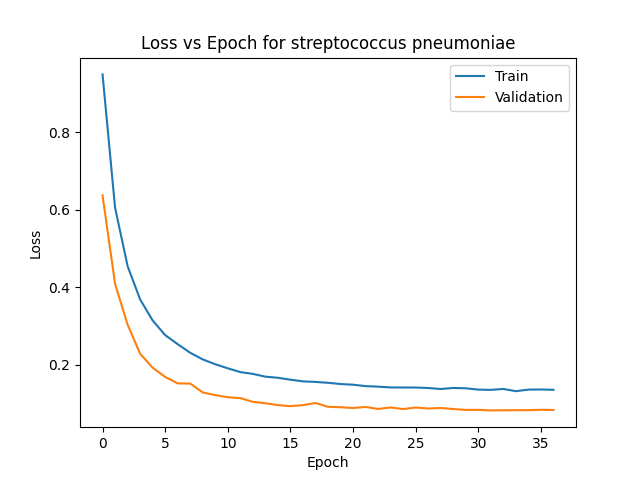 Loss vs Epoch for streptococcus pneumoniae
Train
Validation
0.8
0.6
0.4
0.2
Loss
0 5 10 15 20 25 30 35
Epoch